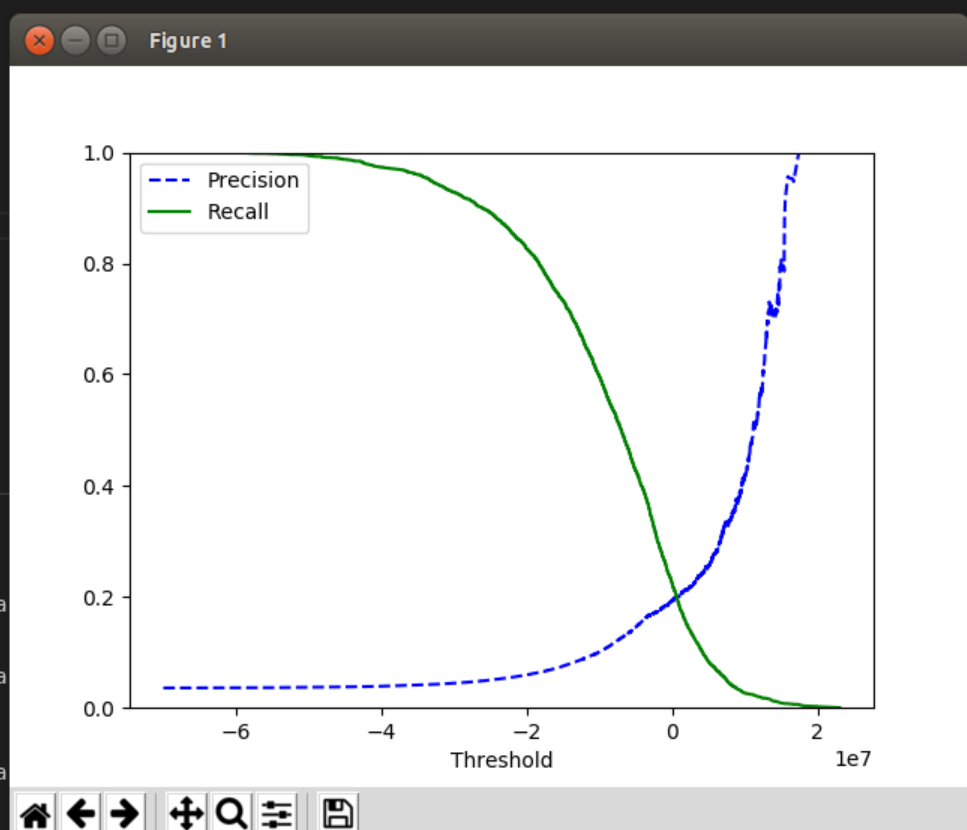 Figure 1
1.0
Precision
Recall
0.8
0.6
0.4
0.2
0.0
−6 −4 −2 0 2
Threshold 1e7
a
a
a